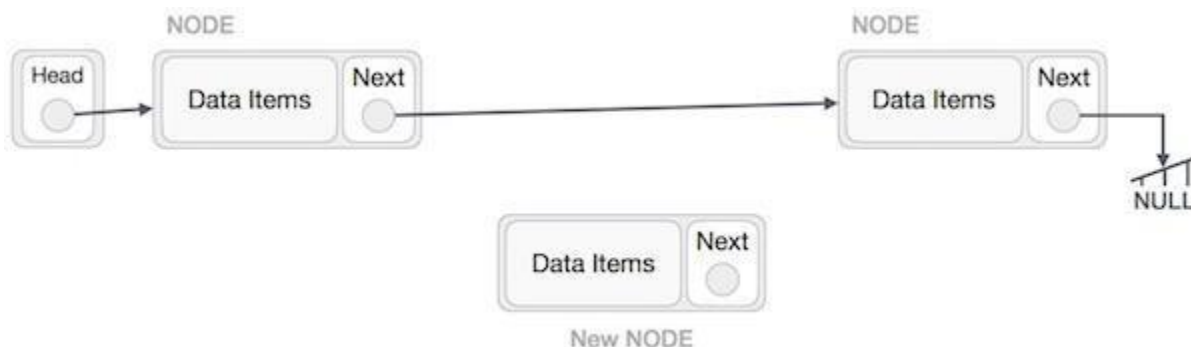 NODE
NODE
Head
Data Items
Next
Data Items
Next
NULL
Data Items
Next
New NODE